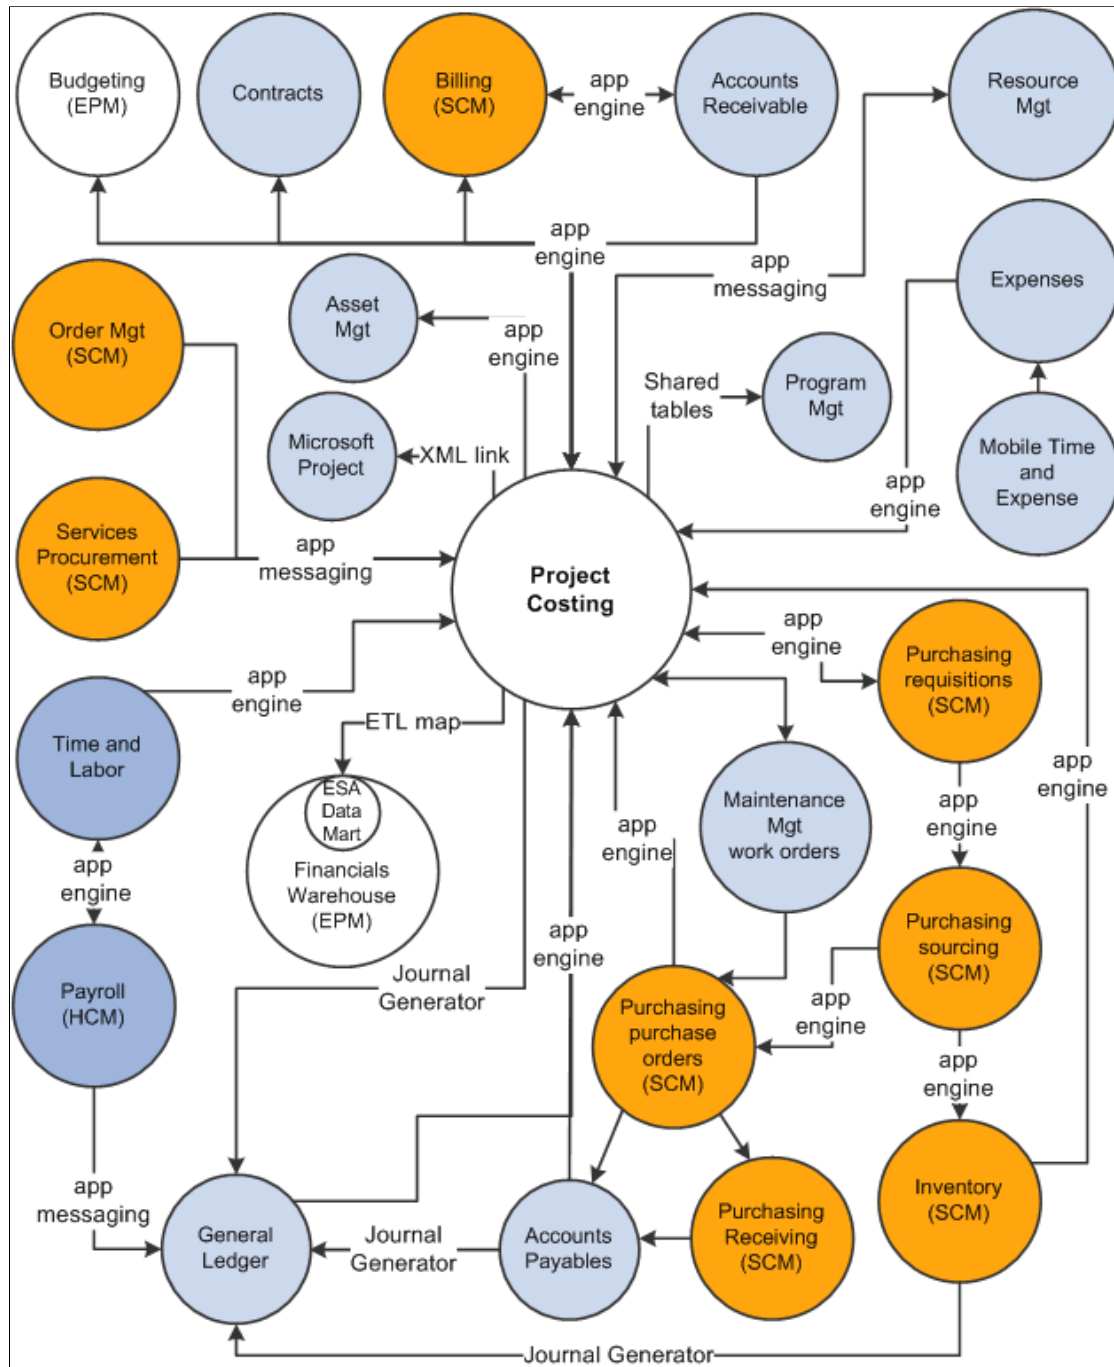 Budgeting
(EPM)
Contracts
Billing
(SCM)
app
engine
Accounts
Receivable
Resource
Mgt
app
engine
app
messaging
Expenses
Asset
Mgt
app
engine
Order Mgt
(SCM)
Shared
tables
Program
Mgt
Microsoft
Project
XML link
Mobile Time
and
Expense
app
engine
Services
Procurement
(SCM)
app
messaging
Project
Costing
app
engine
Purchasing
requisitions
(SCM)
app
engine
Time and
Labor
ETL map
ESA
Data
Mart
Financials
Warehouse
(EPM)
app
engine
Maintenance
Mgt
work orders
app
engine
app
engine
app
engine
Payroll
(HCM)
Journal
Generator
app
engine
Purchasing
sourcing
(SCM)
app
engine
Purchasing
purchase
orders
(SCM)
app
engine
app
messaging
General
Ledger
Journal
Generator
Accounts
Payables
Purchasing
Receiving
(SCM)
Inventory
(SCM)
Journal Generator